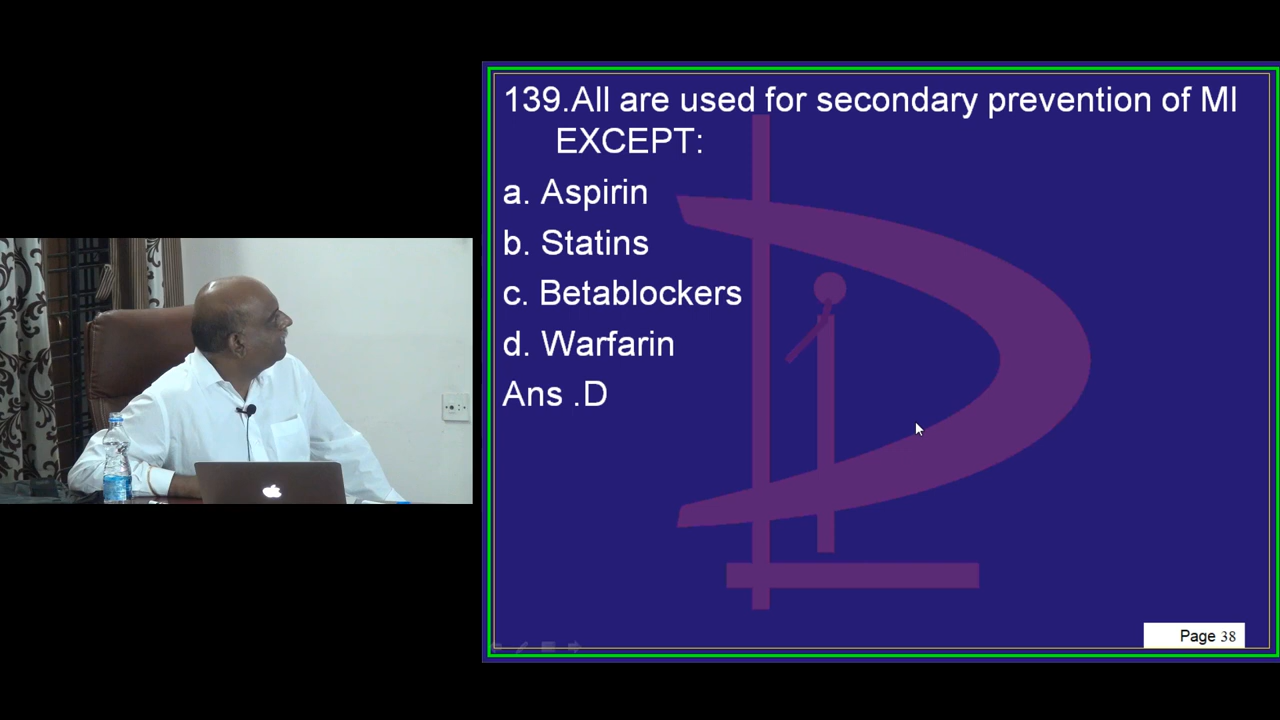 139.All are used for secondary prevention of MI
EXCEPT:
a. Aspirin
b. Statins
c. Betablockers
d. Warfarin
Ans .D
Page 38